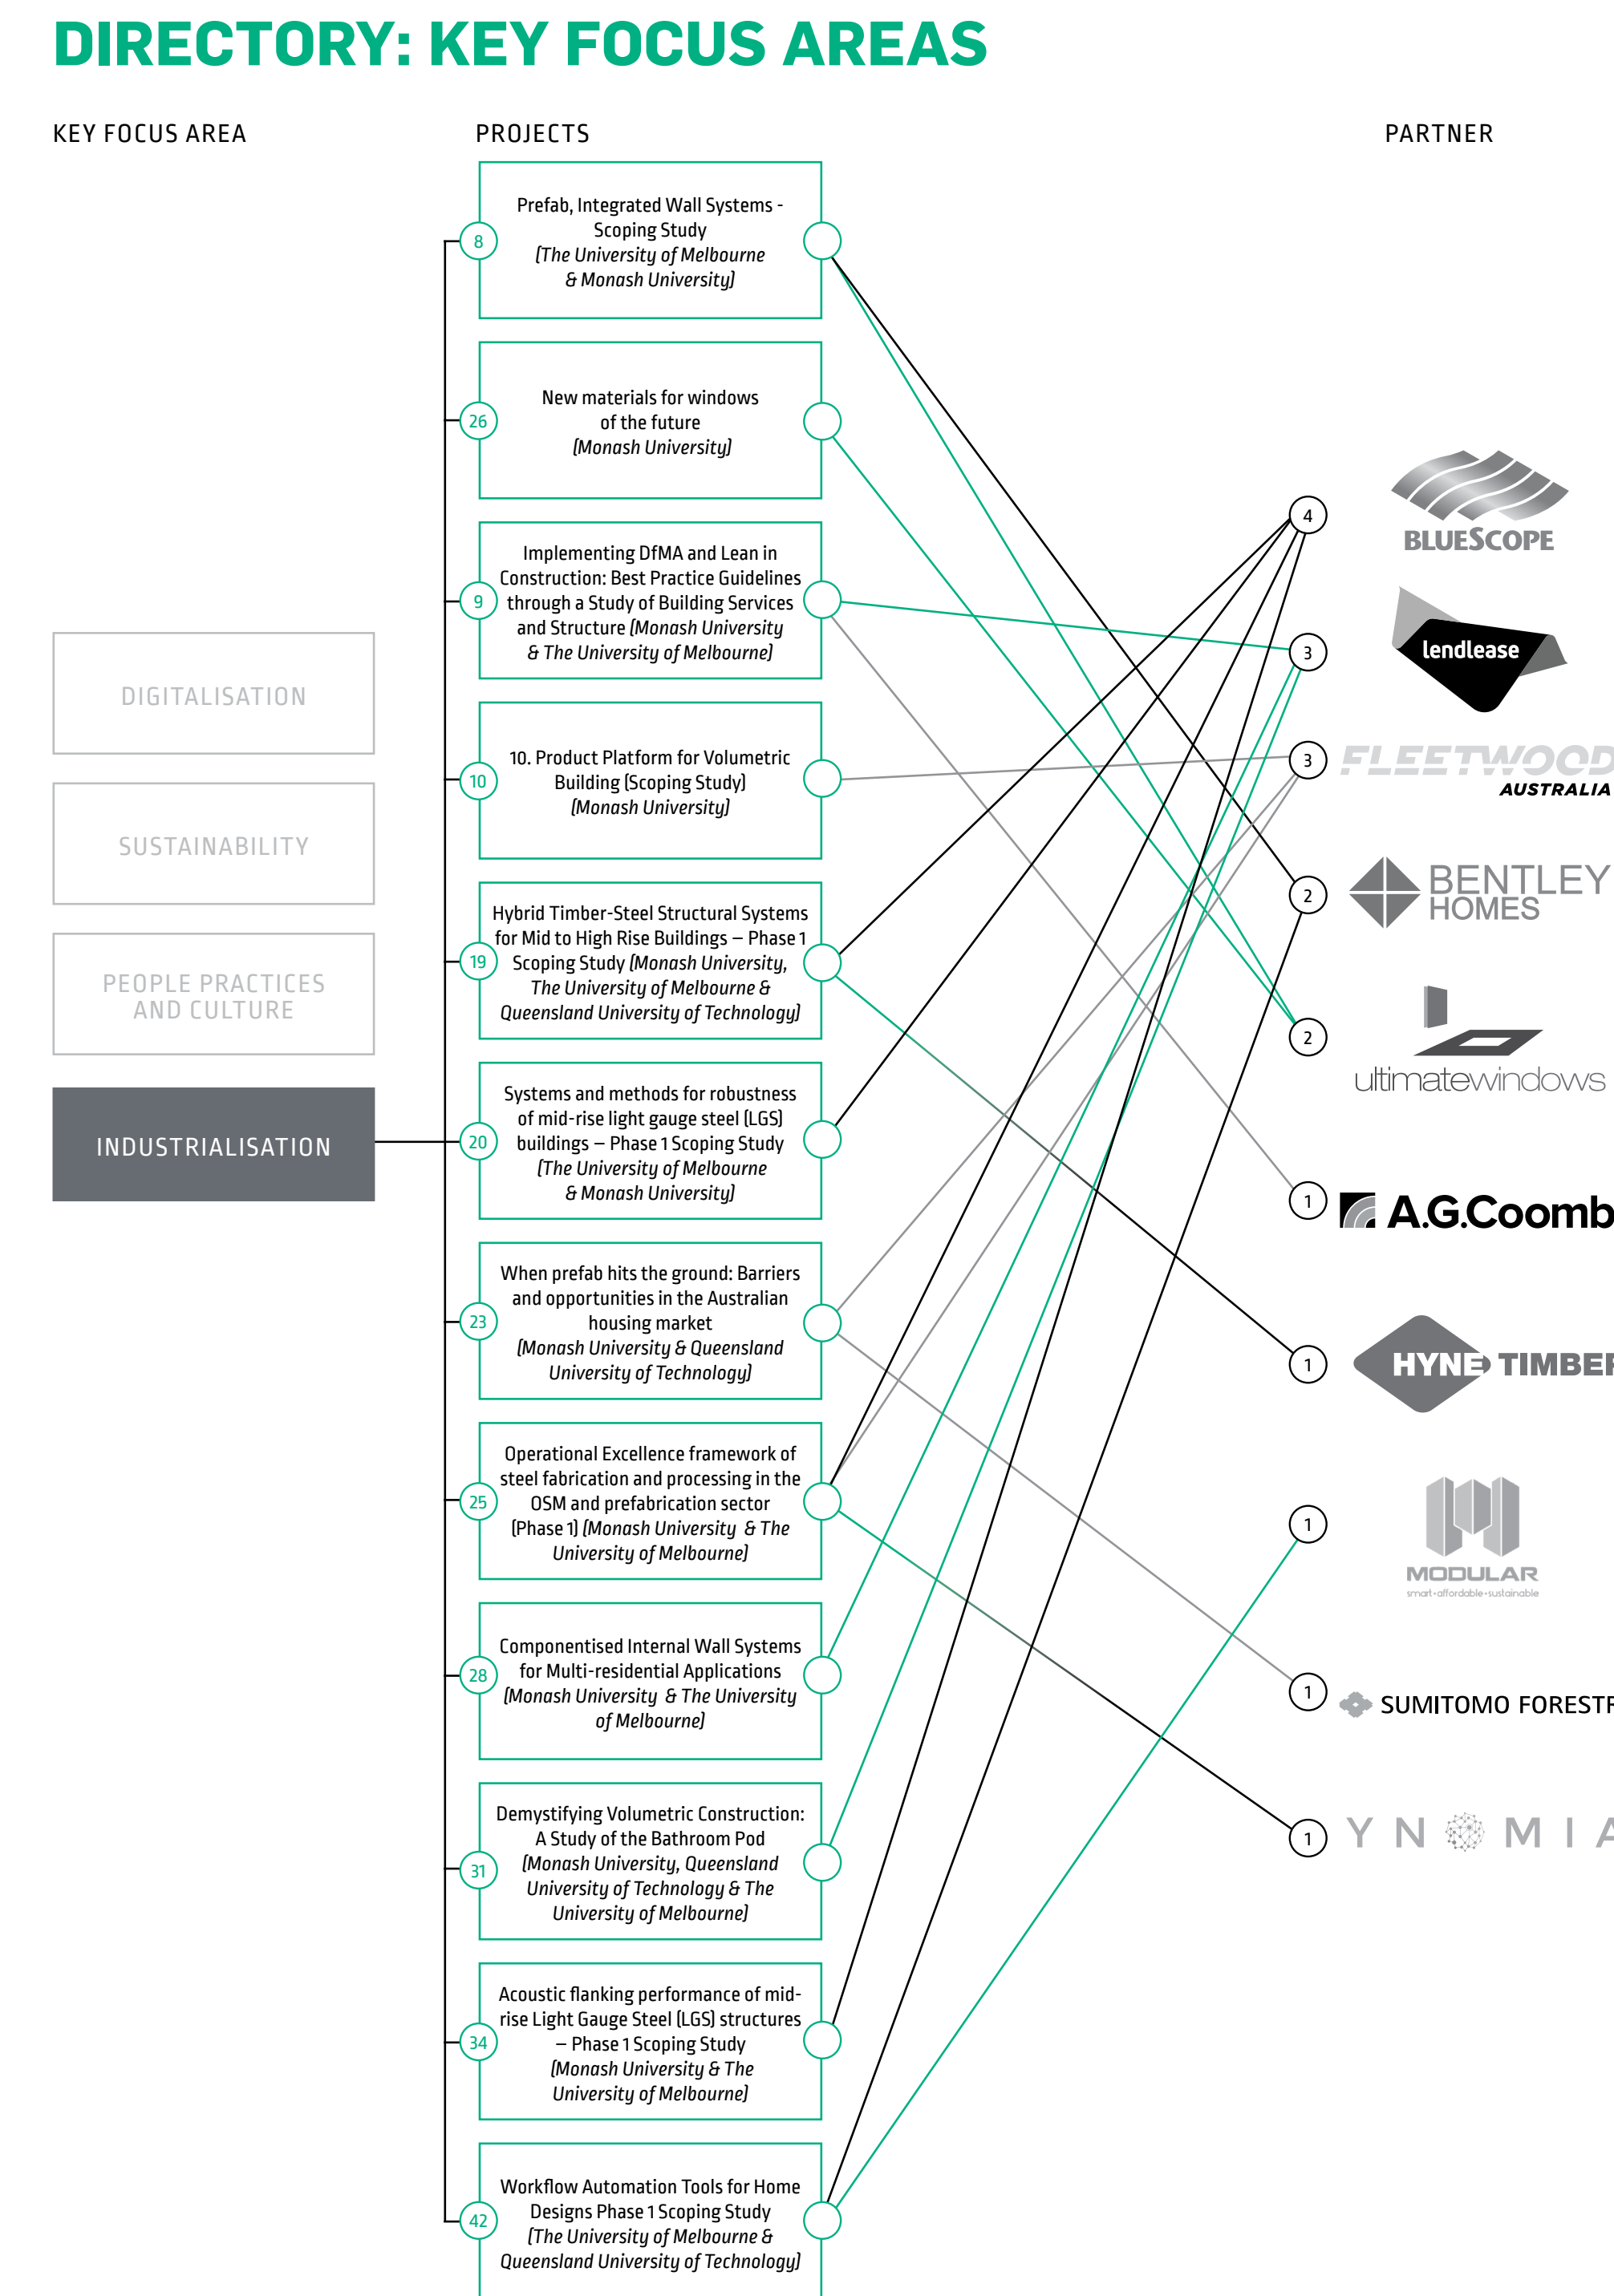 DIRECTORY: KEY FOCUS AREAS
KEY FOCUS AREA
PROJECTS
PARTNER
DIGITALISATION
SUSTAINABILITY
PEOPLE PRACTICES
AND CULTURE
INDUSTRIALISATION
8
Prefab, Integrated Wall Systems -
Scoping Study
(The University of Melbourne
& Monash University)
26
New materials for windows
of the future
(Monash University)
9
Implementing DfMA and Lean in
Construction: Best Practice Guidelines
through a Study of Building Services
and Structure (Monash University
& The University of Melbourne)
10
10. Product Platform for Volumetric
Building (Scoping Study)
(Monash University)
19
Hybrid Timber-Steel Structural Systems
for Mid to High Rise Buildings – Phase 1
Scoping Study (Monash University,
The University of Melbourne &
Queensland University of Technology)
20
Systems and methods for robustness
of mid-rise light gauge steel (LGS)
buildings – Phase 1 Scoping Study
(The University of Melbourne
& Monash University)
23
When prefab hits the ground: Barriers
and opportunities in the Australian
housing market
(Monash University & Queensland
University of Technology)
25
Operational Excellence framework of
steel fabrication and processing in the
OSM and prefabrication sector
(Phase 1) (Monash University & The
University of Melbourne)
28
Componentised Internal Wall Systems
for Multi-residential Applications
(Monash University & The University
of Melbourne)
31
Demystifying Volumetric Construction:
A Study of the Bathroom Pod
(Monash University, Queensland
University of Technology & The
University of Melbourne)
34
Acoustic flanking performance of mid-
rise Light Gauge Steel (LGS) structures
– Phase 1 Scoping Study
(Monash University & The
University of Melbourne)
42
Workflow Automation Tools for Home
Designs Phase 1 Scoping Study
(The University of Melbourne &
Queensland University of Technology)
4
BLUESCOPE
3
lendlease
3
FLEETWOOD
AUSTRALIA
2
BENTLEY
HOMES
2
ultimatewindows
1
A.G.Coomb
1
HYNE TIMBER
1
MODULAR
smart•affordable•sustainable
1
SUMITOMO FORESTR
1
YNOMIA